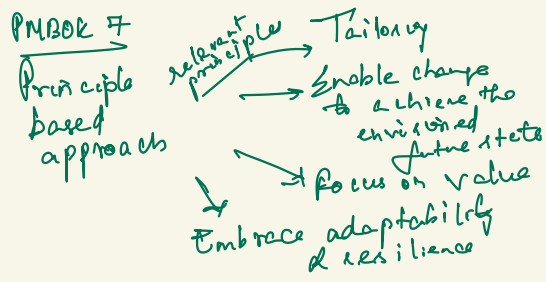 PMBOK 7
Principle
based
approach
relevant
principle
Tailoring
Enable change
to achieve the
envisioned
future state
Focus on value
Embrace adaptability
& resilience